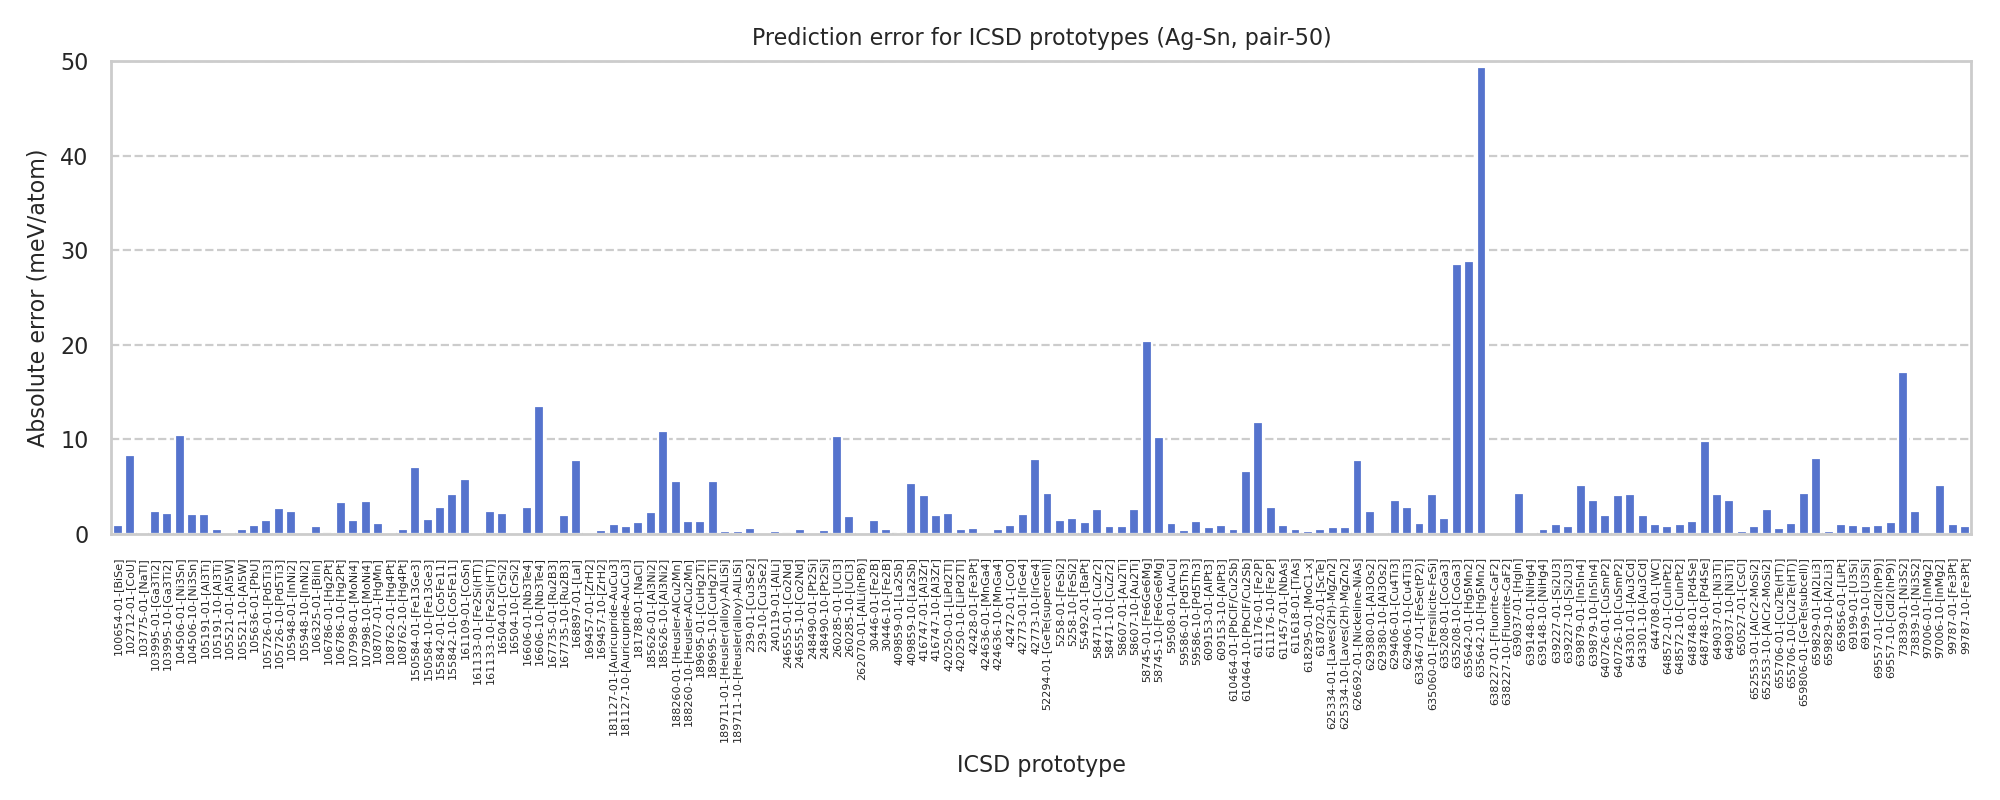 Prediction error for ICSD prototypes (Ag-Sn, pair-50)
Absolute error (meV/atom)
50
40
30
20
10
0
100654-01-[BiSe]
102712-01-[CoU]
103775-01-[NaTl]
103995-01-[Ga3Ti2]
103995-10-[Ga3Ti2]
104506-01-[Ni3Sn]
104506-10-[Ni3Sn]
105191-01-[Al3Ti]
105191-10-[Al3Ti]
105521-01-[Al5W]
105521-10-[Al5W]
105636-01-[PbU]
105726-01-[Pd5Ti3]
105726-10-[Pd5Ti3]
105948-01-[InNi2]
105948-10-[InNi2]
106325-01-[BiIn]
106786-01-[Hg2Pt]
106786-10-[Hg2Pt]
107998-01-[MoNi4]
107998-10-[MoNi4]
108707-01-[HgMn]
108762-01-[Hg4Pt]
108762-10-[Hg4Pt]
150584-01-[Fe13Ge3]
150584-10-[Fe13Ge3]
155842-01-[Co5Fe11]
155842-10-[Co5Fe11]
161109-01-[CoSn]
161133-01-[Fe2Si(HT)]
161133-10-[Fe2Si(HT)]
16504-01-[CrSi2]
16504-10-[CrSi2]
16606-01-[Nb3Te4]
16606-10-[Nb3Te4]
167735-01-[Ru2B3]
167735-10-[Ru2B3]
168897-01-[LaI]
169457-01-[ZrH2]
169457-10-[ZrH2]
181127-01-[Auricupride-AuCu3]
181127-10-[Auricupride-AuCu3]
181788-01-[NaCl]
185626-01-[Al3Ni2]
185626-10-[Al3Ni2]
188260-01-[Heusler-AlCu2Mn]
188260-10-[Heusler-AlCu2Mn]
189695-01-[CuHg2Ti]
189695-10-[CuHg2Ti]
189711-01-[Heusler(alloy)-AlLiSi]
189711-10-[Heusler(alloy)-AlLiSi]
239-01-[Cu3Se2]
239-10-[Cu3Se2]
240119-01-[AlLi]
246555-01-[Co2Nd]
246555-10-[Co2Nd]
248490-01-[Pt2Si]
248490-10-[Pt2Si]
260285-01-[UCl3]
260285-10-[UCl3]
262070-01-[AlLi(hP8)]
30446-01-[Fe2B]
30446-10-[Fe2B]
409859-01-[La2Sb]
409859-10-[La2Sb]
416747-01-[Al3Zr]
416747-10-[Al3Zr]
420250-01-[LiPd2Tl]
420250-10-[LiPd2Tl]
42428-01-[Fe3Pt]
424636-01-[MnGa4]
424636-10-[MnGa4]
42472-01-[CoO]
42773-01-[IrGe4]
42773-10-[IrGe4]
52294-01-[GeTe(supercell)]
5258-01-[FeSi2]
5258-10-[FeSi2]
55492-01-[BaPt]
58471-01-[CuZr2]
58471-10-[CuZr2]
58607-01-[Au2Ti]
58607-10-[Au2Ti]
58745-01-[Fe6Ge6Mg]
58745-10-[Fe6Ge6Mg]
59508-01-[AuCu]
59586-01-[Pd5Th3]
59586-10-[Pd5Th3]
609153-01-[AlPt3]
609153-10-[AlPt3]
610464-01-[PbClF/Cu2Sb]
610464-10-[PbClF/Cu2Sb]
611176-01-[Fe2P]
611176-10-[Fe2P]
611457-01-[NbAs]
611618-01-[TiAs]
618295-01-[MoC1-x]
618702-01-[ScTe]
625334-01-[Laves(2H)-MgZn2]
625334-10-[Laves(2H)-MgZn2]
626692-01-[Nickeline-NiAs]
629380-01-[Al3Os2]
629380-10-[Al3Os2]
629406-01-[Cu4Ti3]
629406-10-[Cu4Ti3]
633467-01-[FeSe(tP2)]
635060-01-[Fersilicite-FeSi]
635208-01-[CoGa3]
635208-10-[CoGa3]
635642-01-[Hg5Mn2]
635642-10-[Hg5Mn2]
638227-01-[Fluorite-CaF2]
638227-10-[Fluorite-CaF2]
639037-01-[HgIn]
639148-01-[NiHg4]
639148-10-[NiHg4]
639227-01-[Si2U3]
639227-10-[Si2U3]
639879-01-[In5In4]
639879-10-[In5In4]
640726-01-[CuSmP2]
640726-10-[CuSmP2]
643301-01-[Au3Cd]
643301-10-[Au3Cd]
644708-01-[WC]
648572-01-[CuInPt2]
648572-10-[CuInPt2]
648748-01-[Pd4Se]
648748-10-[Pd4Se]
649037-01-[Ni3Ti]
649037-10-[Ni3Ti]
650527-01-[CsCl]
652553-01-[AlCr2-MoSi2]
652553-10-[AlCr2-MoSi2]
655706-01-[Cu2Te(HT)]
655706-10-[Cu2Te(HT)]
659806-01-[GeTe(subcell)]
659829-01-[Al2Li3]
659829-10-[Al2Li3]
659856-01-[LiPt]
69199-01-[U3Si]
69199-10-[U3Si]
69557-01-[CdI2(hP9)]
69557-10-[CdI2(hP9)]
73839-01-[Ni3S2]
73839-10-[Ni3S2]
97006-01-[InMg2]
97006-10-[InMg2]
99787-01-[Fe3Pt]
99787-10-[Fe3Pt]
ICSD prototype